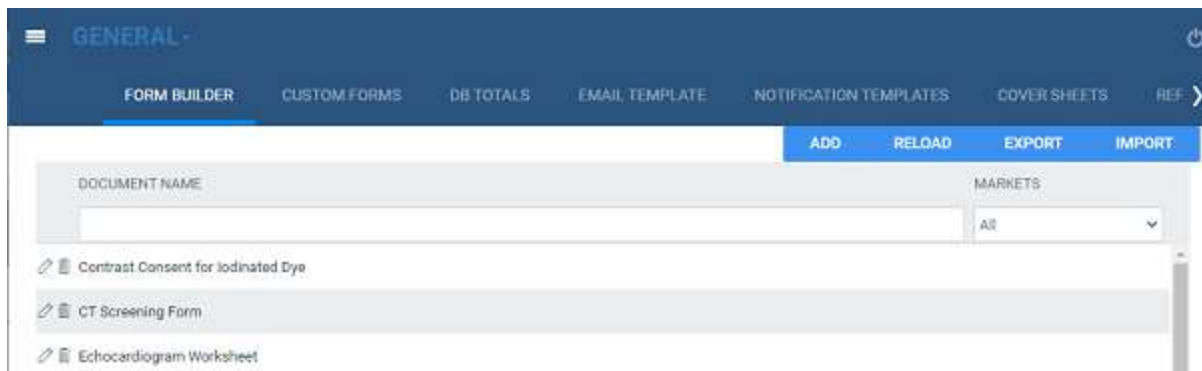 GENERAL-
FORM BUILDER CUSTOM FORMS DB TOTALS EMAIL TEMPLATE NOTIFICATION TEMPLATES COVER SHEETS REF
ADD RELOAD EXPORT IMPORT
DOCUMENT NAME MARKETS
All
Contrast Consent for Iodinated Dye
CT Screening Form
Echocardiogram Worksheet